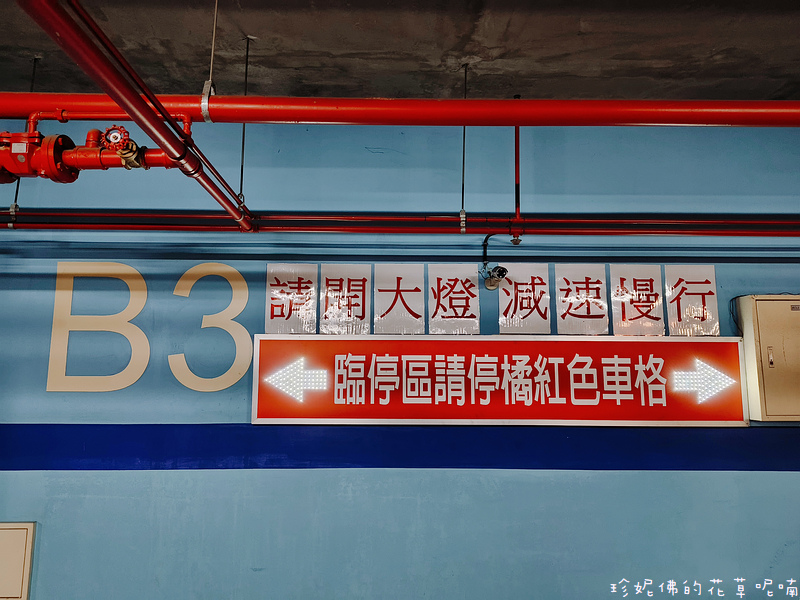 B3
請開大燈 減速慢行
臨停區請停橘紅色車格
珍妮佛的花草呢喃